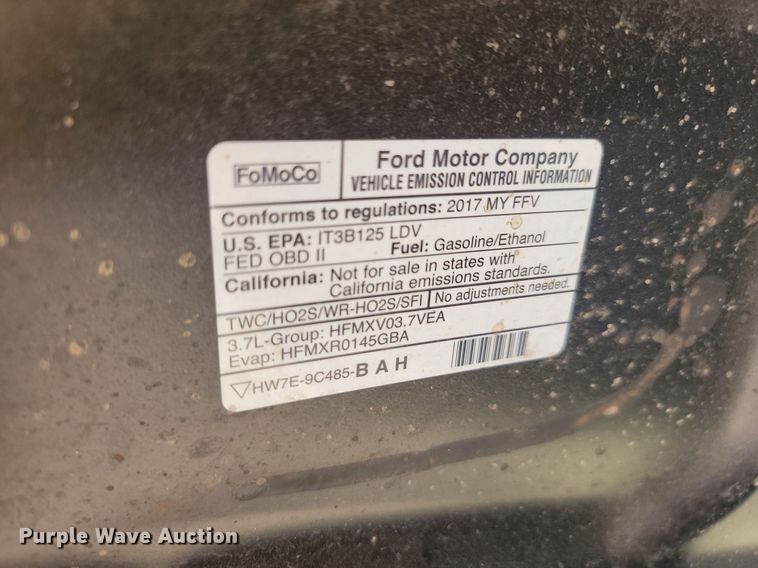 FoMoCo
Ford Motor Company
VEHICLE EMISSION CONTROL INFORMATION
Conforms to regulations: 2017 MY FFV
U.S. EPA: IT3B125 LDV
FED OBD II
Fuel: Gasoline/Ethanol
California: Not for sale in states with
California emissions standards.
TWC/HO2S/WR-HO2S/SFI
No adjustments needed.
3.7L-Group: HFMXV03.7VEA
Evap: HFMXR0145GBA
HW7E-9C485-BAH
Purple Wave Auction